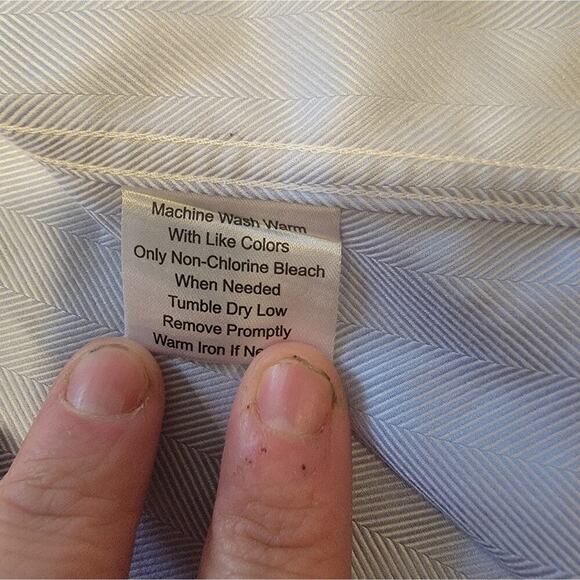 Machine Wash Warm
With Like Colors
Only Non-Chlorine Bleach
When Needed
Tumble Dry Low
Remove Promptly
Warm Iron If